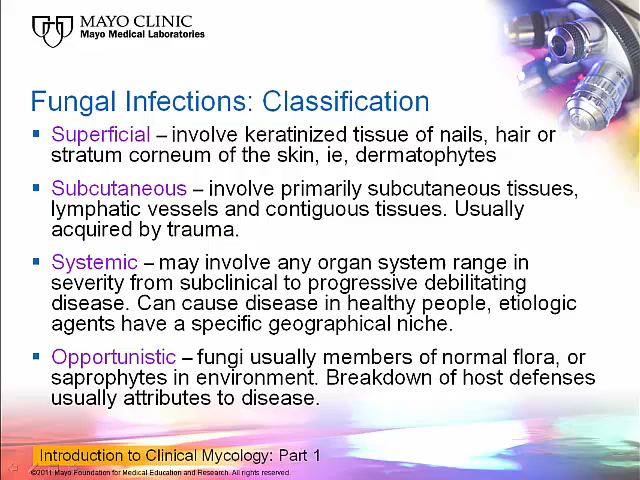 MAYO CLINIC
Mayo Medical Laboratories
Fungal Infections: Classification
▪ Superficial – involve keratinized tissue of nails, hair or
stratum corneum of the skin, ie, dermatophytes
▪ Subcutaneous – involve primarily subcutaneous tissues,
lymphatic vessels and contiguous tissues. Usually
acquired by trauma.
▪ Systemic – may involve any organ system range in
severity from subclinical to progressive debilitating
disease. Can cause disease in healthy people, etiologic
agents have a specific geographical niche.
▪ Opportunistic – fungi usually members of normal flora, or
saprophytes in environment. Breakdown of host defenses
usually attributes to disease.
Introduction to Clinical Mycology: Part 1
©2011 Mayo Foundation for Medical Education and Research. All rights reserved.